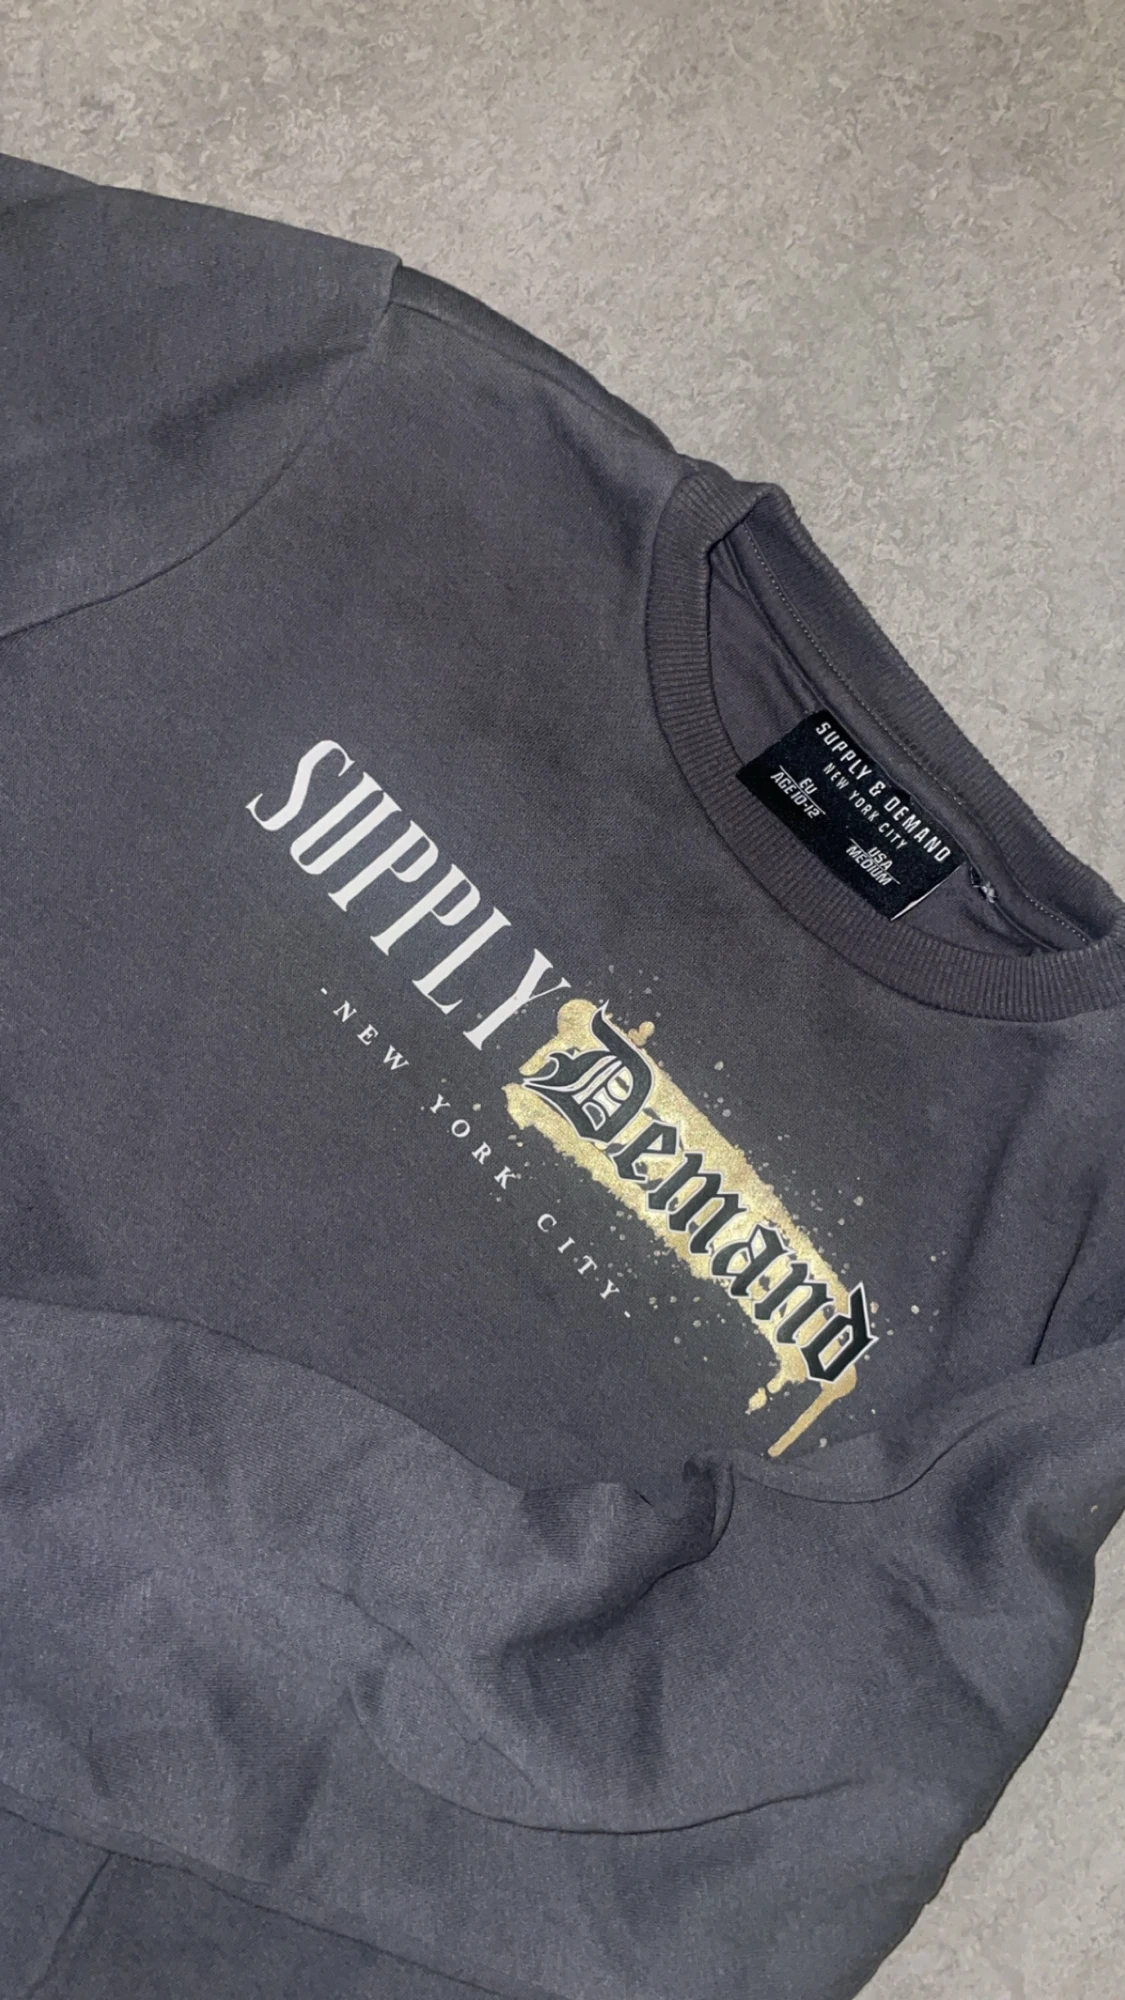 SUPPLY Demand
-NEW YORK CITY-
SUPPLY & DEMAND
NEW YORK CITY
EU
AGE 10-12
USA
MEDIUM